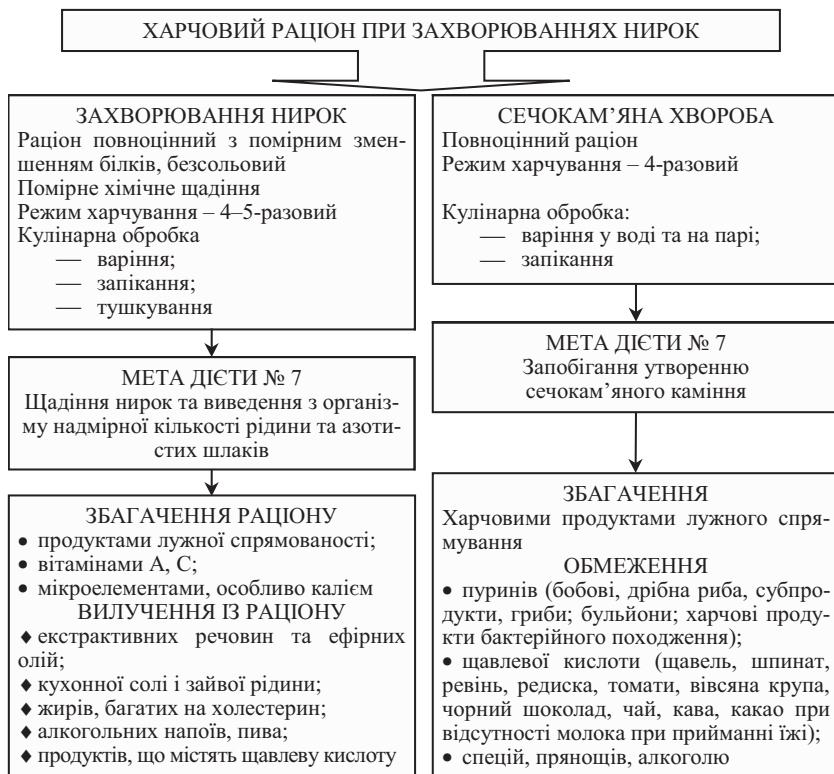 ХАРЧОВИЙ РАЦІОН ПРИ ЗАХВОРЮВАННЯХ НИРОК
ЗАХВОРЮВАННЯ НИРОК
Раціон повноцінний з помірним змен-
шенням білків, безсольовий
Помірне хімічне щадіння
Режим харчування – 4–5-разовий
Кулінарна обробка
— варіння;
— запікання;
— тушкування
МЕТА ДІЄТИ № 7
Щадіння нирок та виведення з органі-
зму надмірної кількості рідини та азоти-
стих шлаків
ЗБАГАЧЕННЯ РАЦІОНУ
• продуктами лужної спрямованості;
• вітамінами А, С;
• мікроелементами, особливо калієм
ВИЛУЧЕННЯ ІЗ РАЦІОНУ
♦ екстрактивних речовин та ефірних
олій;
♦ кухонної солі і зайвої рідини;
♦ жирів, багатих на холестерин;
♦ алкогольних напоїв, пива;
♦ продуктів, що містять щавлеву кислоту
СЕЧОКАМ’ЯНА ХВОРОБА
Повноцінний раціон
Режим харчування – 4-разовий
Кулінарна обробка:
— варіння у воді та на парі;
— запікання
МЕТА ДІЄТИ № 7
Запобігання утворенню
сечокам’яного каміння
ЗБАГАЧЕННЯ
Харчовими продуктами лужного спря-
мування
ОБМЕЖЕННЯ
• пуринів (бобові, дрібна риба, субпро-
дукти, гриби; бульйони; харчові проду-
кти бактерійного походження);
• щавлевої кислоти (щавель, шпинат,
ревінь, редиска, томати, вівсяна крупа,
чорний шоколад, чай, кава, какао при
відсутності молока при прийманні їжі);
• спецій, прянощів, алкоголю